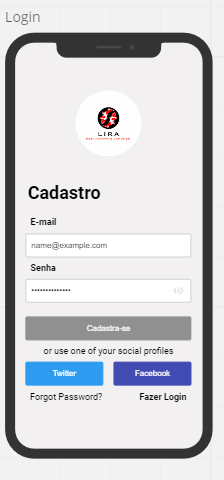 Login
LIRA
Cadastro
E-mail
name@example.com
Senha
••••••••••••••
Cadastra-se
or use one of your social profiles
Twitter Facebook
Forgot Password? Fazer Login